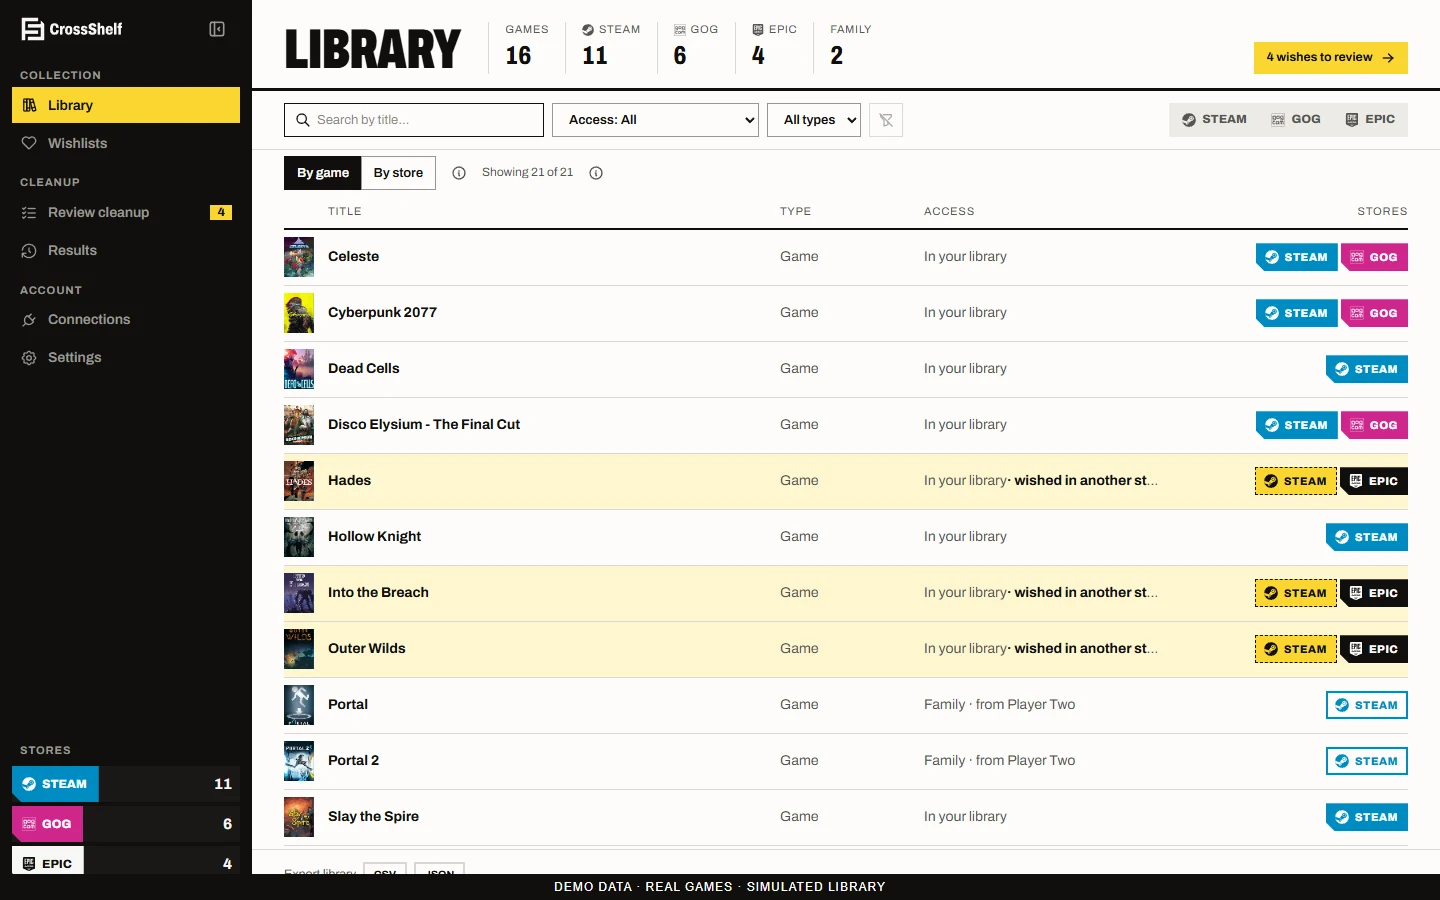 CrossShelf
COLLECTION
Library
Wishlists
CLEANUP
Review cleanup 4
Results
ACCOUNT
Connections
Settings
STORES
STEAM 11
GOG 6
EPIC 4
LIBRARY
GAMES 16
STEAM 11
GOG 6
EPIC 4
FAMILY 2
4 wishes to review →
Search by title...
Access: All
All types
STEAM GOG EPIC
By game By store Showing 21 of 21
TITLE TYPE ACCESS STORES
Celeste Game In your library STEAM GOG
Cyberpunk 2077 Game In your library STEAM GOG
Dead Cells Game In your library STEAM
Disco Elysium - The Final Cut Game In your library STEAM GOG
Hades Game In your library· wished in another st... STEAM EPIC
Hollow Knight Game In your library STEAM
Into the Breach Game In your library· wished in another st... STEAM EPIC
Outer Wilds Game In your library· wished in another st... STEAM EPIC
Portal Game Family · from Player Two STEAM
Portal 2 Game Family · from Player Two STEAM
Slay the Spire Game In your library STEAM
Export library CSV JSON
DEMO DATA · REAL GAMES · SIMULATED LIBRARY